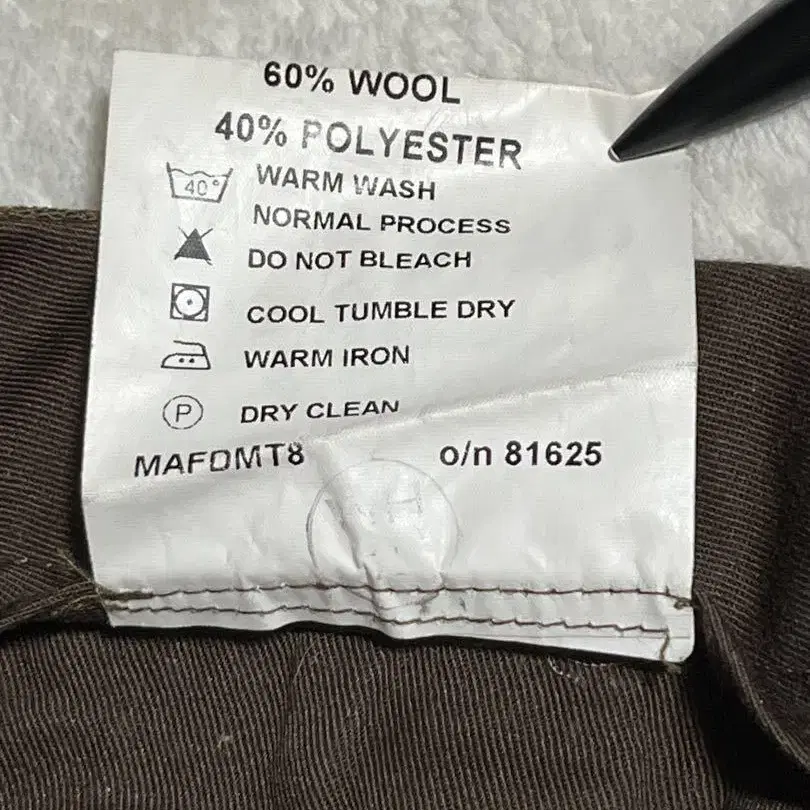 60% WOOL
40% POLYESTER
40° WARM WASH
NORMAL PROCESS
DO NOT BLEACH
COOL TUMBLE DRY
WARM IRON
P DRY CLEAN
MAFDMT8 o/n 81625